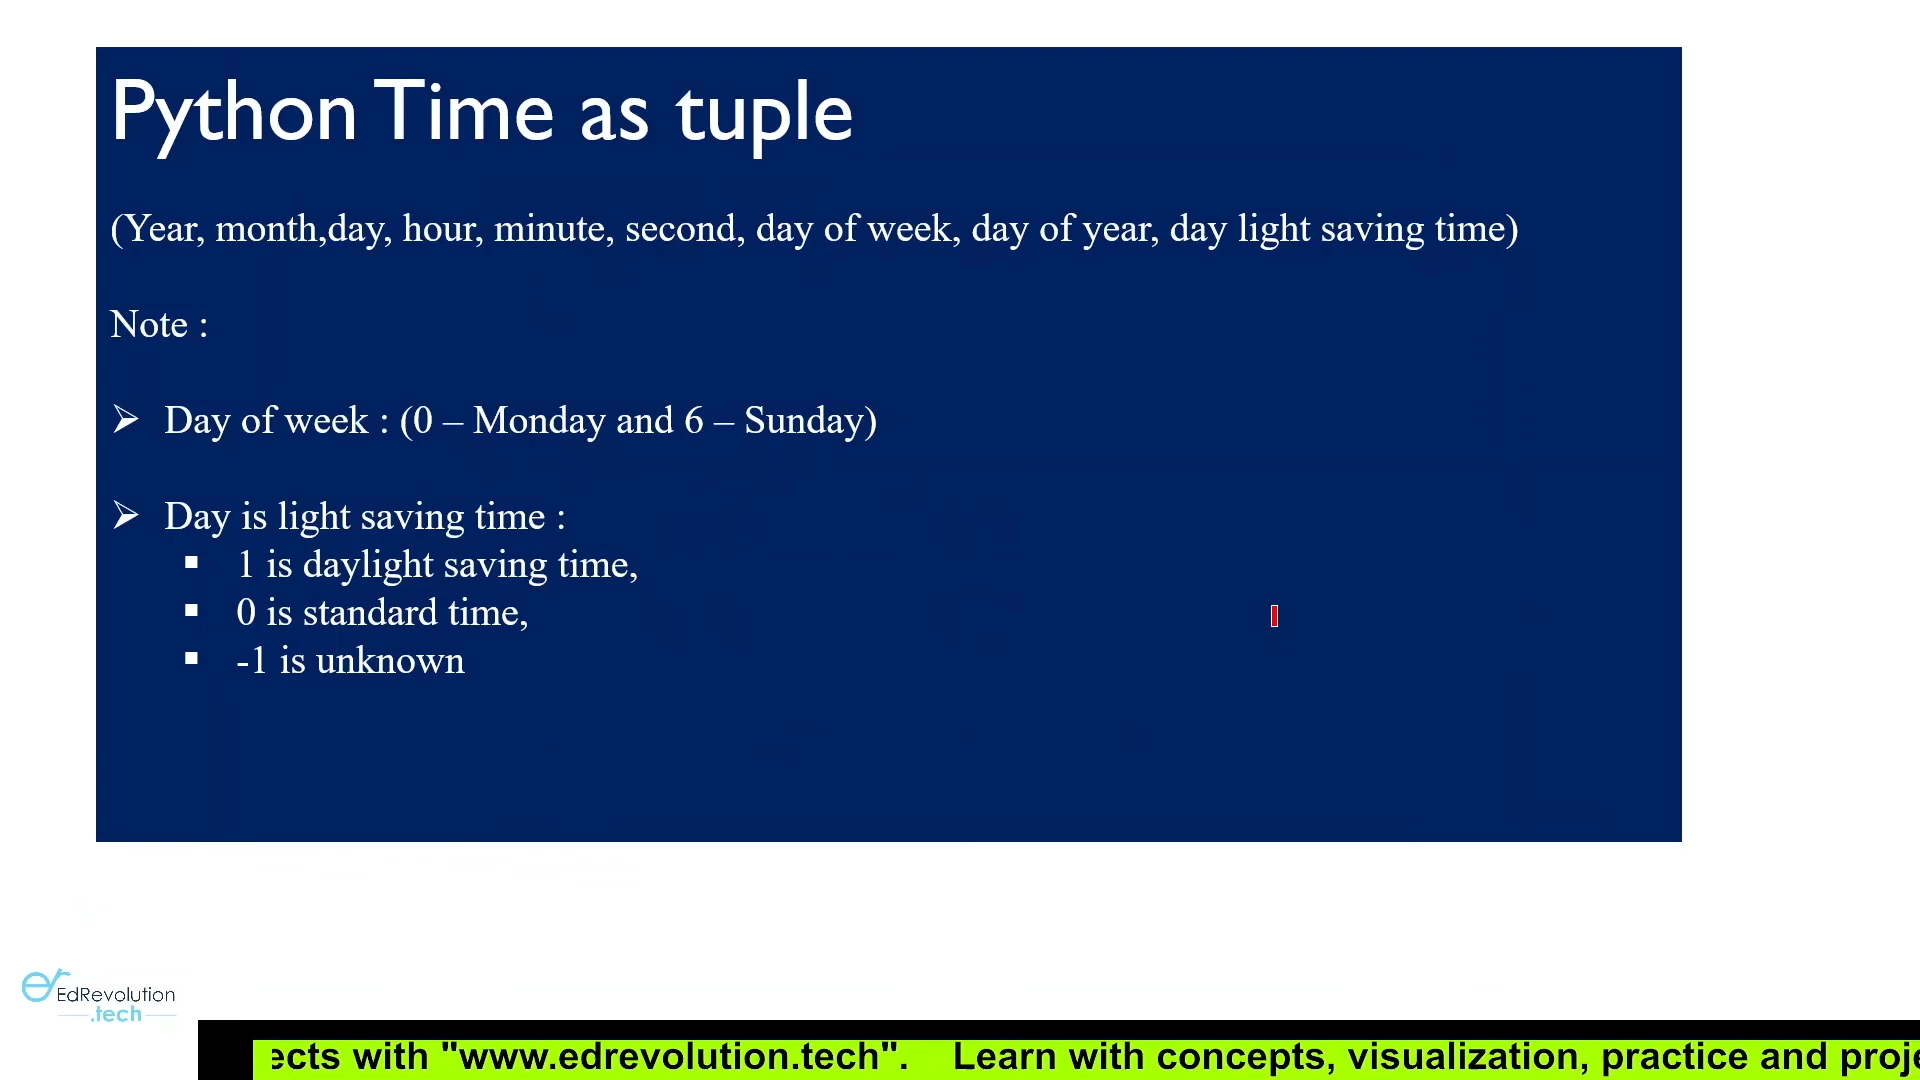 Python Time as tuple
(Year, month,day, hour, minute, second, day of week, day of year, day light saving time)
Note :
➢ Day of week : (0 – Monday and 6 – Sunday)
➢ Day is light saving time :
▪ 1 is daylight saving time,
▪ 0 is standard time,
▪ -1 is unknown
EdRevolution
.tech
ects with "www.edrevolution.tech". Learn with concepts, visualization, practice and proje